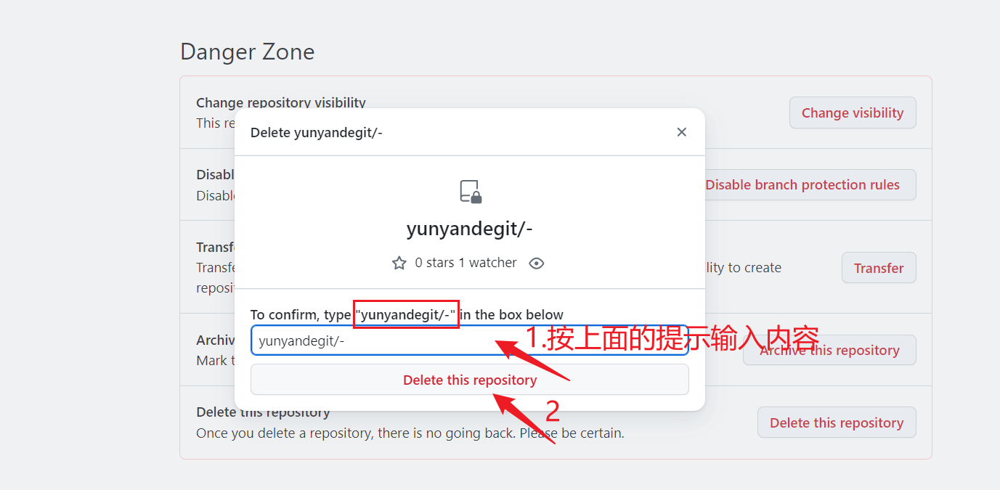 Danger Zone
Change repository visibility
This re
Change visibility
Delete yunyandegit/-
Disabl
Disable
Disable branch protection rules
yunyandegit/-
0 stars 1 watcher
Transf
Transfe
lity to create
reposit
Transfer
To confirm, type "yunyandegit/-" in the box below
yunyandegit/-
1.按上面的提示输入内容
Archiv
Mark t
Archive this repository
Delete this repository
2
Delete this repository
Once you delete a repository, there is no going back. Please be certain.
Delete this repository